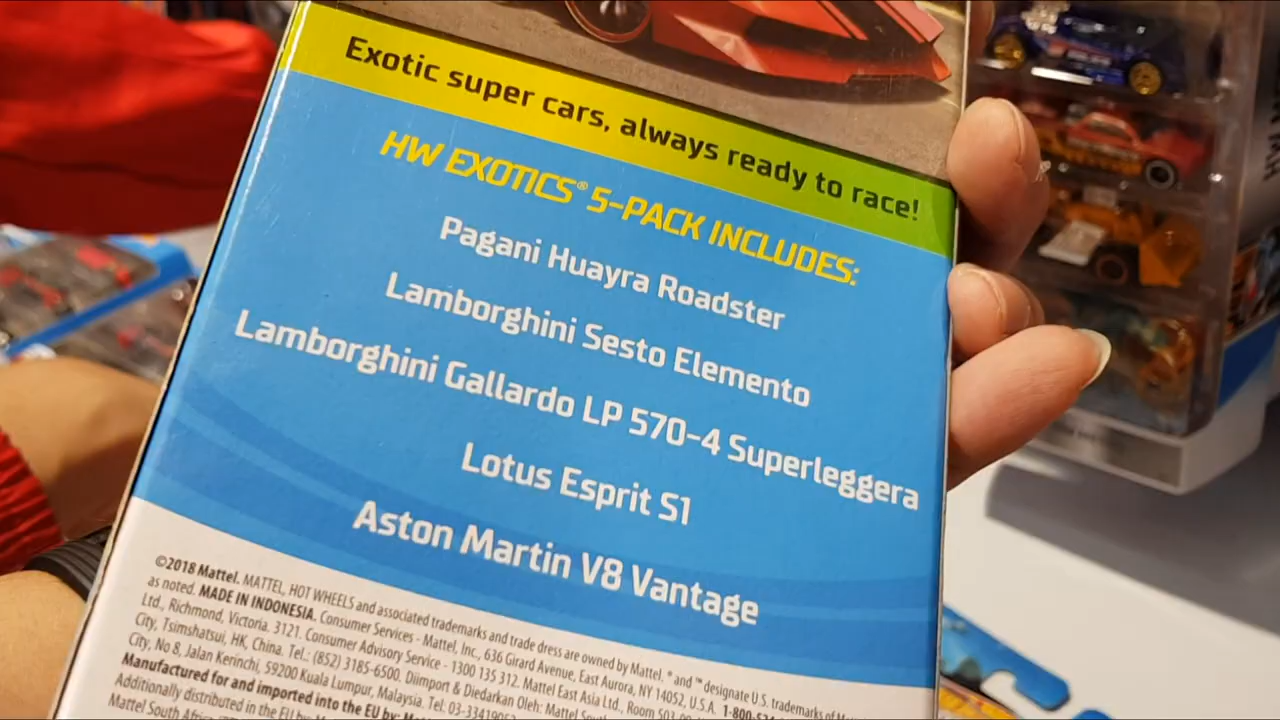 Exotic super cars, always ready to race!
HW EXOTICS® 5-PACK INCLUDES:
Pagani Huayra Roadster
Lamborghini Sesto Elemento
Lamborghini Gallardo LP 570-4 Superleggera
Lotus Esprit S1
Aston Martin V8 Vantage
©2018 Mattel. MATTEL, HOT WHEELS and associated trademarks and trade dress are owned by Mattel. ® and ™ designate U.S. trademarks of
as noted. MADE IN INDONESIA. Consumer Services - Mattel, Inc., 636 Girard Avenue, East Aurora, NY 14052, U.S.A.
Ltd., Richmond, Victoria. 3121. Consumer Advisory Service - 1300 135 312. Mattel East Asia Ltd., Room
City, Tsimshatsui, HK, China. Tel.: (852) 3185-6500. Diimport & Diedarkan Oleh: Mattel
City, No 8, Jalan Kerinchi, 59200 Kuala Lumpur, Malaysia.
Manufactured for and imported into the EU by:
Additionally distributed in the EU by:
Mattel South